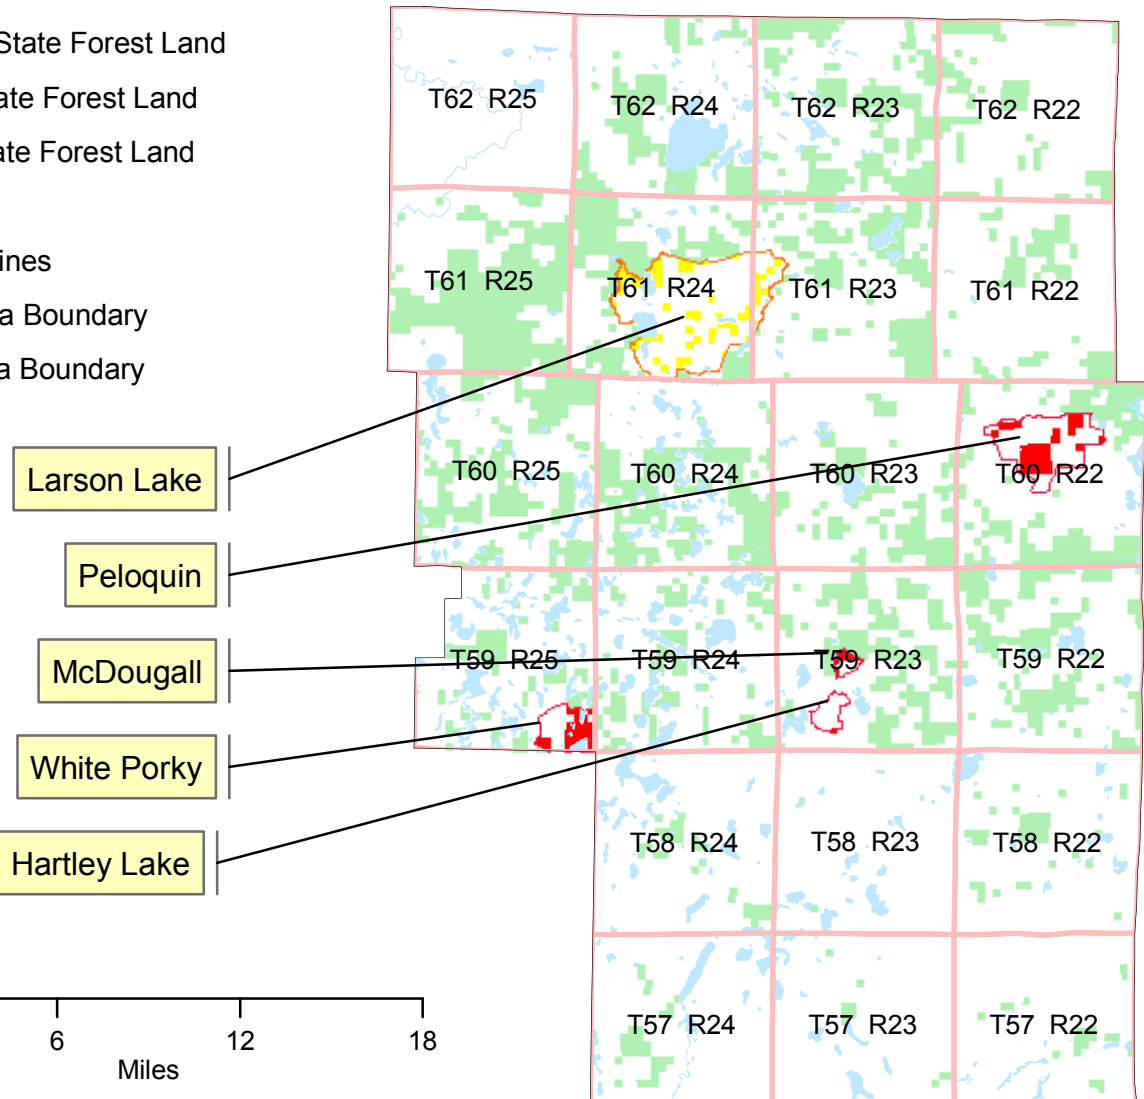 State Forest Land
ate Forest Land
ate Forest Land
ines
a Boundary
a Boundary
T62 R25
T62 R24
T62 R23
T62 R22
T61 R25
T61 R24
T61 R23
T61 R22
Larson Lake
T60 R25
T60 R24
T60 R23
T60 R22
Peloquin
McDougall
T59 R25
T59 R24
T59 R23
T59 R22
White Porky
Hartley Lake
T58 R24
T58 R23
T58 R22
T57 R24
T57 R23
T57 R22
6 12 18
Miles